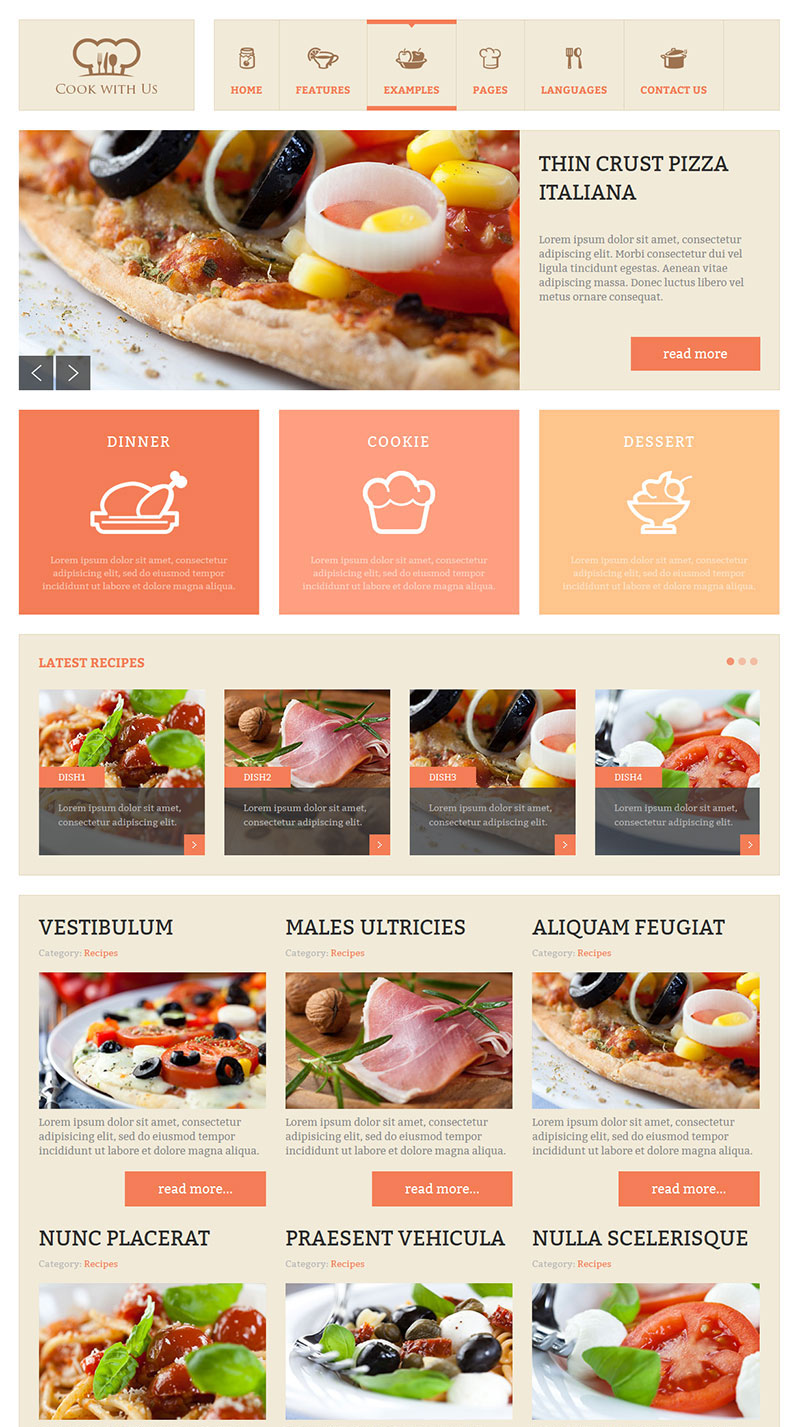 Cook with Us
HOME
FEATURES
EXAMPLES
PAGES
LANGUAGES
CONTACT US
THIN CRUST PIZZA
ITALIANA
Lorem ipsum dolor sit amet, consectetur
adipiscing elit. Morbi consectetur dui vel
ligula tincidunt egestas. Aenean vitae
adipiscing massa. Donec luctus libero vel
metus ornare consequat.
read more
DINNER
Lorem ipsum dolor sit amet, consectetur
adipisicing elit, sed do eiusmod tempor
incididunt ut labore et dolore magna aliqua.
COOKIE
Lorem ipsum dolor sit amet, consectetur
adipisicing elit, sed do eiusmod tempor
incididunt ut labore et dolore magna aliqua.
DESSERT
Lorem ipsum dolor sit amet, consectetur
adipisicing elit, sed do eiusmod tempor
incididunt ut labore et dolore magna aliqua.
LATEST RECIPES
DISH1
Lorem ipsum dolor sit amet,
consectetur adipiscing elit.
DISH2
Lorem ipsum dolor sit amet,
consectetur adipiscing elit.
DISH3
Lorem ipsum dolor sit amet,
consectetur adipiscing elit.
DISH4
Lorem ipsum dolor sit amet,
consectetur adipiscing elit.
VESTIBULUM
Category: Recipes
Lorem ipsum dolor sit amet, consectetur
adipisicing elit, sed do eiusmod tempor
incididunt ut labore et dolore magna aliqua.
read more...
MALES ULTRICIES
Category: Recipes
Lorem ipsum dolor sit amet, consectetur
adipisicing elit, sed do eiusmod tempor
incididunt ut labore et dolore magna aliqua.
read more...
ALIQUAM FEUGIAT
Category: Recipes
Lorem ipsum dolor sit amet, consectetur
adipisicing elit, sed do eiusmod tempor
incididunt ut labore et dolore magna aliqua.
read more...
NUNC PLACERAT
Category: Recipes
PRAESENT VEHICULA
Category: Recipes
NULLA SCELERISQUE
Category: Recipes